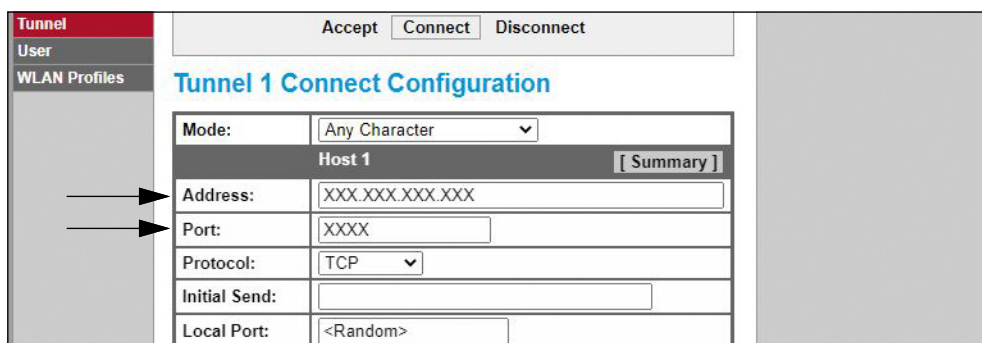 Tunnel
User
WLAN Profiles
Accept Connect Disconnect
Tunnel 1 Connect Configuration
Mode: Any Character
Host 1 [ Summary ]
Address: XXX.XXX.XXX.XXX
Port: XXXX
Protocol: TCP
Initial Send:
Local Port: <Random>